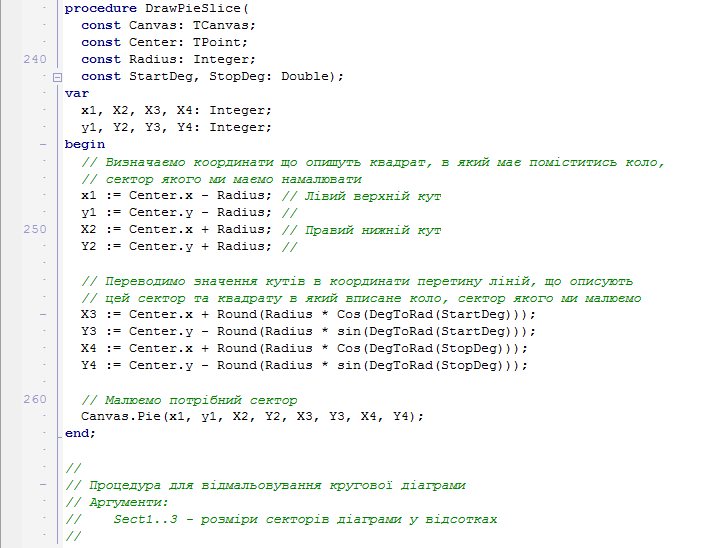 procedure DrawPieSlice(
const Canvas: TCanvas;
const Center: TPoint;
240 const Radius: Integer;
const StartDeg, StopDeg: Double);
var
x1, X2, X3, X4: Integer;
y1, Y2, Y3, Y4: Integer;
begin
// Визначаємо координати що опишуть квадрат, в який має поміститись коло,
// сектор якого ми маємо намалювати
x1 := Center.x - Radius; // Лівий верхній кут
y1 := Center.y - Radius; //
250 X2 := Center.x + Radius; // Правий нижній кут
Y2 := Center.y + Radius; //
// Переводимо значення кутів в координати перетину ліній, що описують
// цей сектор та квадрату в який вписане коло, сектор якого ми малюємо
X3 := Center.x + Round(Radius * Cos(DegToRad(StartDeg)));
Y3 := Center.y - Round(Radius * sin(DegToRad(StartDeg)));
X4 := Center.x + Round(Radius * Cos(DegToRad(StopDeg)));
Y4 := Center.y - Round(Radius * sin(DegToRad(StopDeg)));
260 // Малюємо потрібний сектор
Canvas.Pie(x1, y1, X2, Y2, X3, Y3, X4, Y4);
end;
//
// Процедура для відмальовування кругової діаграми
// Аргументи:
// Sect1..3 - розміри секторів діаграми у відсотках
//